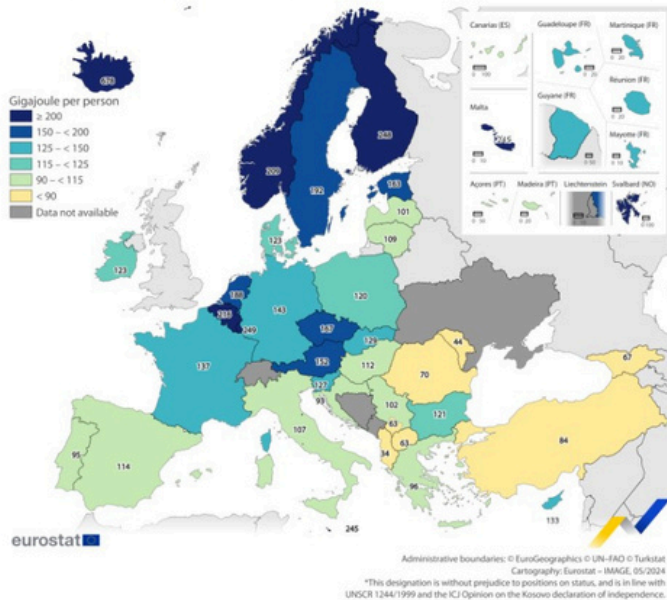 Canarias (ES)
Guadeloupe (FR)
Martinique (FR)
Réunion (FR)
Malta
Guyane (FR)
Mayotte (FR)
Açores (PT)
Madeira (PT)
Liechtenstein
Svalbard (NO)
Gigajoule per person
≥ 200
150 – < 200
125 – < 150
115 – < 125
90 – < 115
< 90
Data not available
678
209
192
248
163
101
109
123
123
186
216
249
143
120
137
167
129
152
112
127
93
70
44
67
95
114
107
102
63
121
63
34
96
84
133
245
eurostat
Administrative boundaries: © EuroGeographics © UN–FAO © Turkstat
Cartography: Eurostat – IMAGE, 05/2024
*This designation is without prejudice to positions on status, and is in line with
UNSCR 1244/1999 and the ICJ Opinion on the Kosovo declaration of independence.